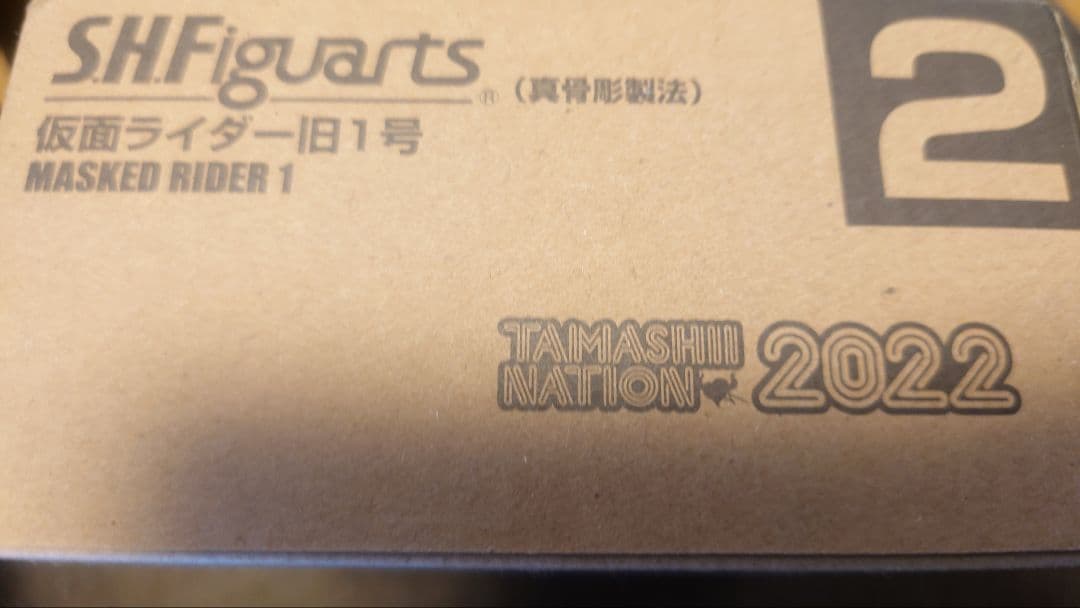 S.H.Figuarts® (真骨彫製法)
仮面ライダー旧1号
MASKED RIDER 1
2
TAMASHII
NATION 2022